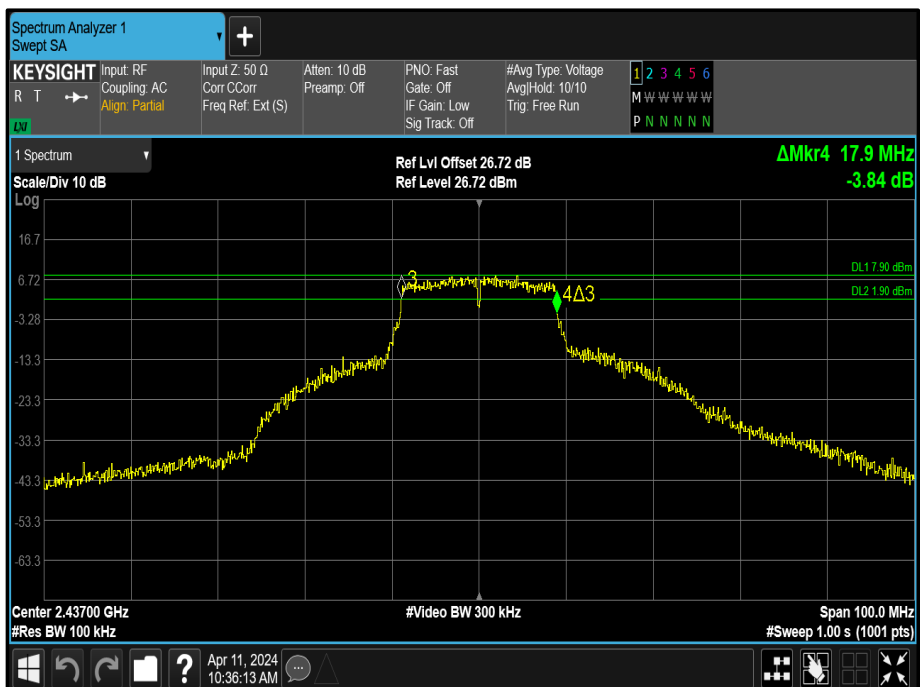 Spectrum Analyzer 1
Swept SA
+
KEYSIGHT
R T
LXI
Input: RF
Coupling: AC
Align: Partial
Input Z: 50 Ω
Corr CCorr
Freq Ref: Ext (S)
Atten: 10 dB
Preamp: Off
PNO: Fast
Gate: Off
IF Gain: Low
Sig Track: Off
#Avg Type: Voltage
Avg|Hold: 10/10
Trig: Free Run
1 2 3 4 5 6
M W W W W W
P N N N N N
1 Spectrum
Scale/Div 10 dB
Ref Lvl Offset 26.72 dB
Ref Level 26.72 dBm
ΔMkr4 17.9 MHz
-3.84 dB
Log
16.7
6.72
-3.28
-13.3
-23.3
-33.3
-43.3
-53.3
-63.3
3
4Δ3
DL1 7.90 dBm
DL2 1.90 dBm
Center 2.43700 GHz
#Res BW 100 kHz
#Video BW 300 kHz
Span 100.0 MHz
#Sweep 1.00 s (1001 pts)
?
Apr 11, 2024
10:36:13 AM